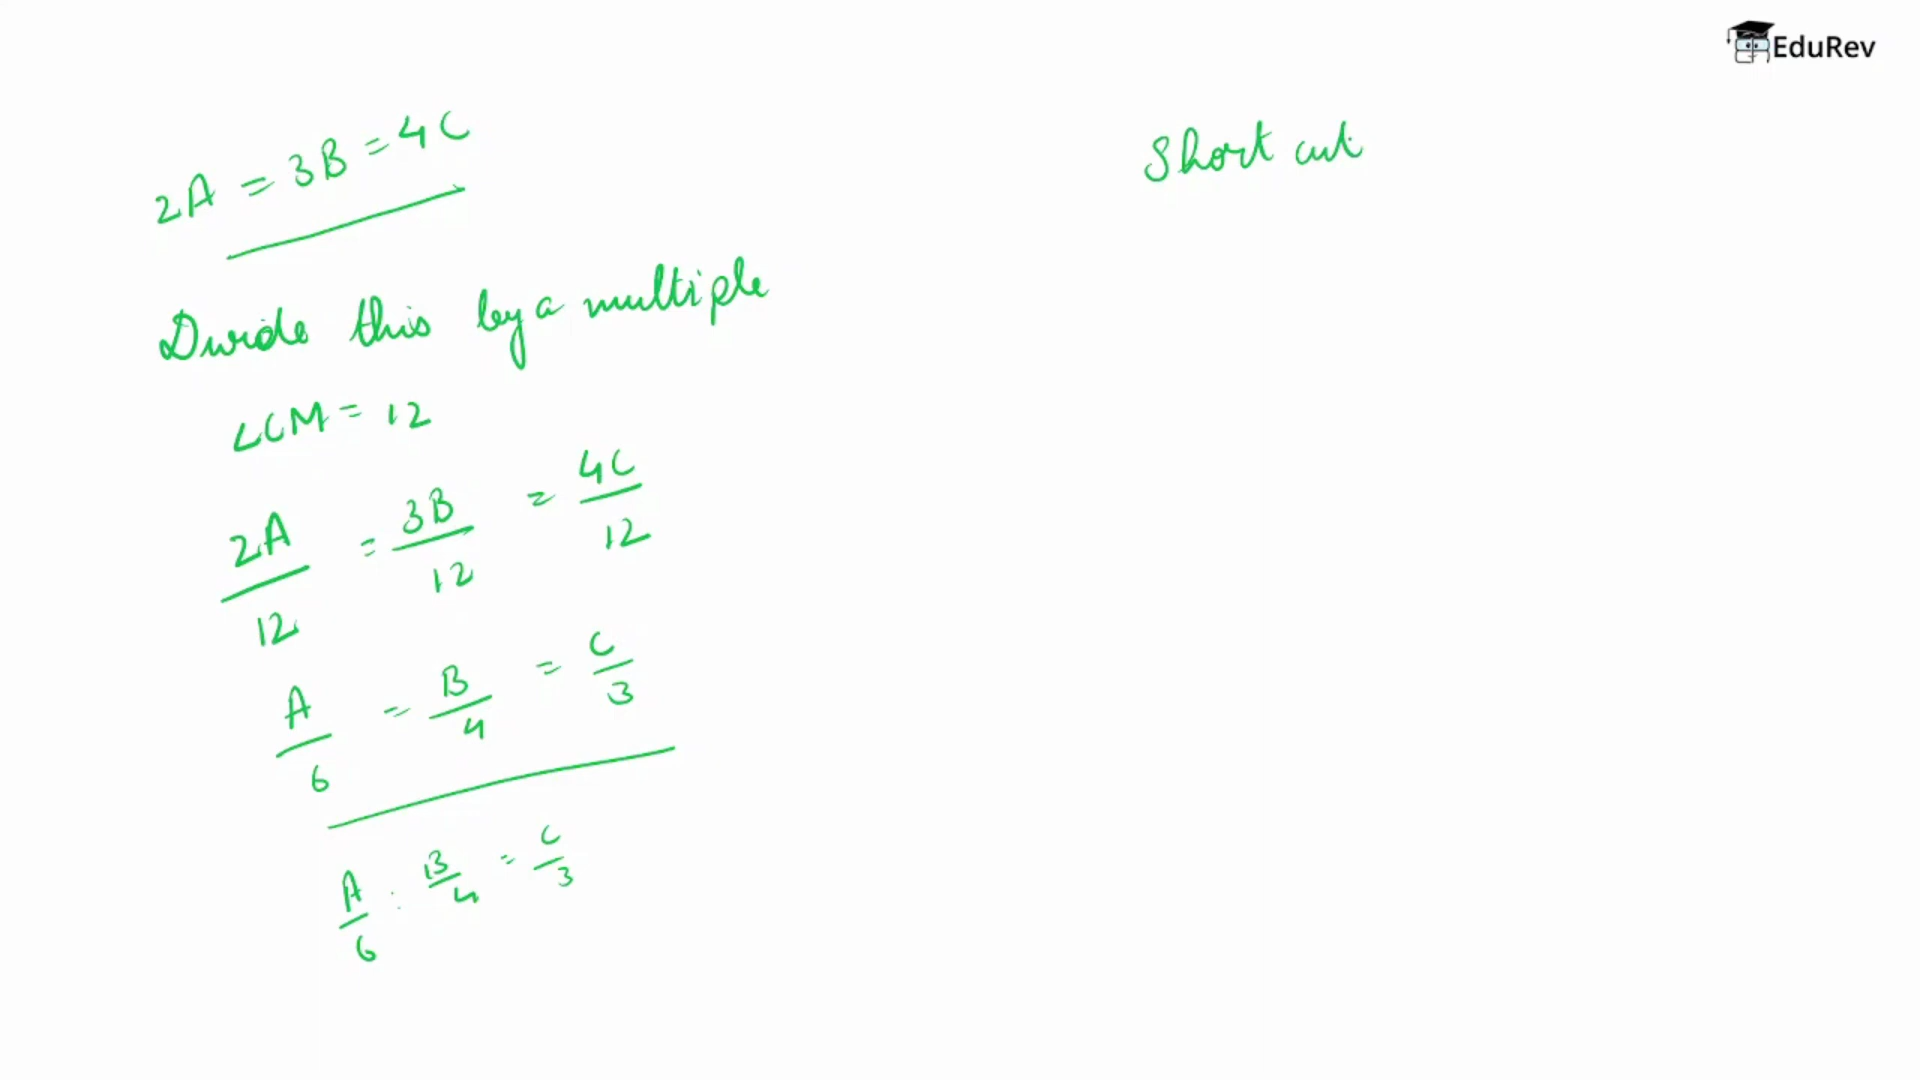 EduRev
2A = 3B = 4C
Short cut
Divide this by a multiple
LCM = 12
2A/12 = 3B/12 = 4C/12
A/6 = B/4 = C/3
A/6 : B/4 = C/3